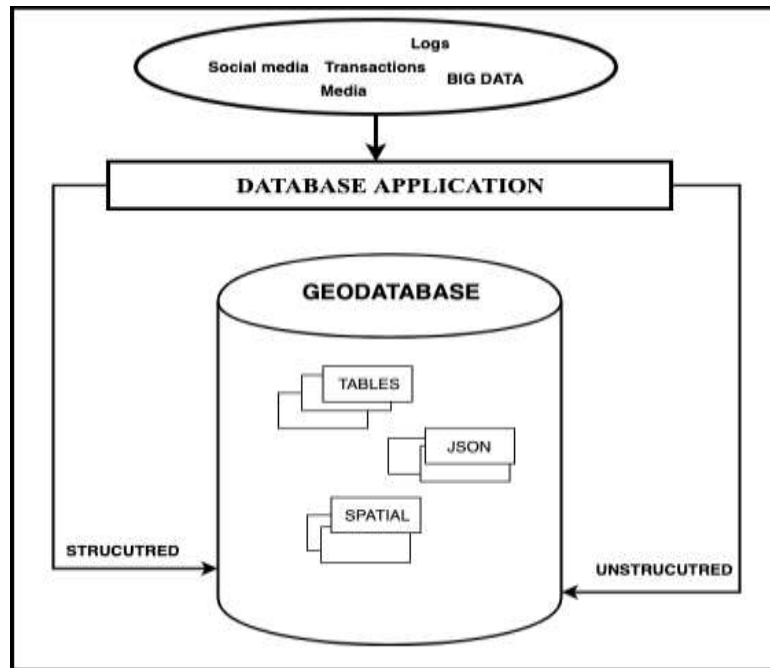 Logs
Social media Transactions
BIG DATA
Media
DATABASE APPLICATION
GEODATABASE
TABLES
JSON
SPATIAL
STRUCUTRED
UNSTRUCUTRED